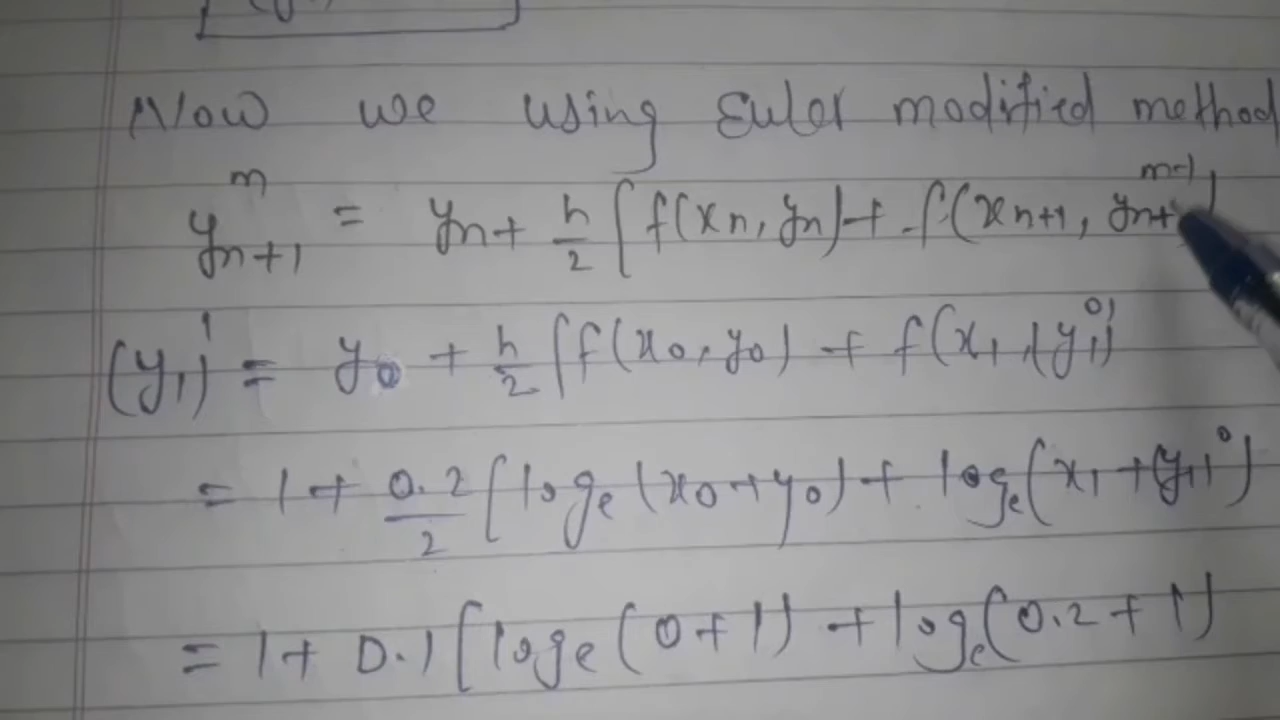 Now we using Euler modified method
y_{n+1}^{m} = y_n + h/2 [f(x_n, y_n) + f(x_{n+1}, y_{n+1}^{m-1})
(y_1)^1 = y_0 + h/2 [f(x_0, y_0) + f(x_1, (y_1)^0)
= 1 + 0.2/2 [log_e (x_0 + y_0) + log_e (x_1 + (y_1)^0)
= 1 + 0.1 [log_e (0+1) + log_e (0.2+1)